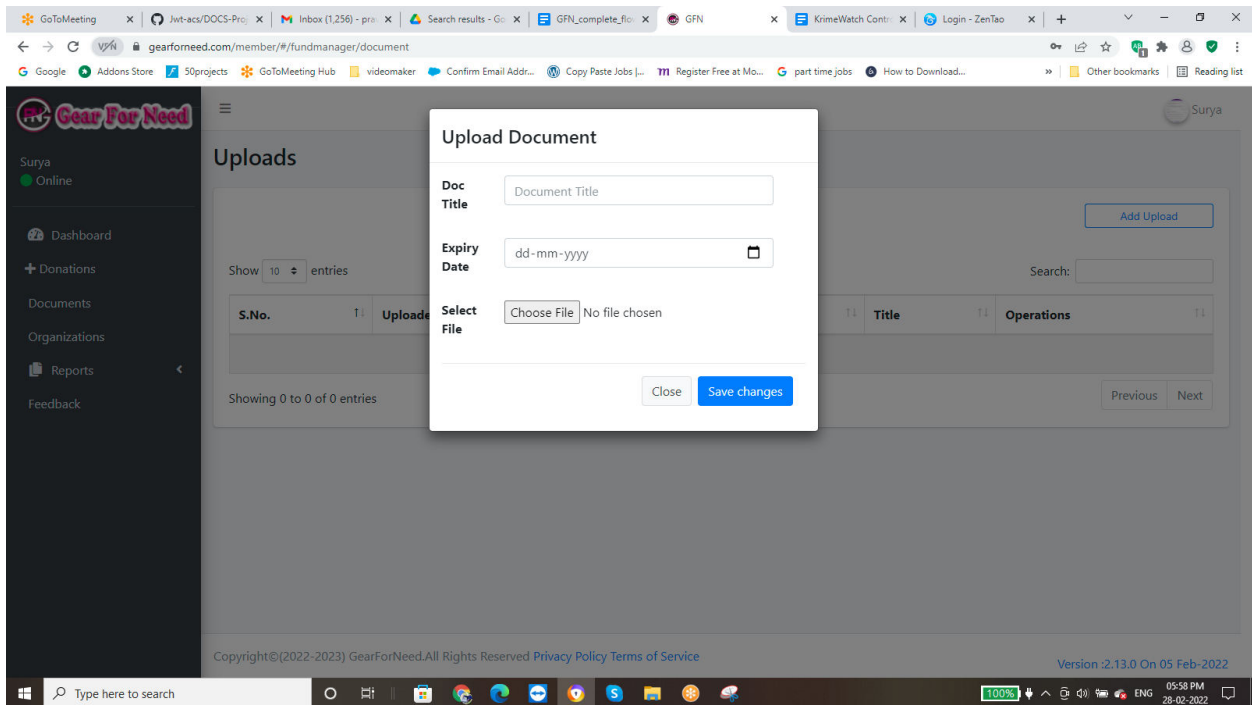 GoToMeeting
Jwt-acs/DOCS-Proj
Inbox (1,256) - pra
Search results - Go
GFN_complete_flo
GFN
KrimeWatch Contr
Login - ZenTao
VPN
gearforneed.com/member/#/fundmanager/document
Google
Addons Store
50projects
GoToMeeting Hub
videomaker
Confirm Email Addr...
Copy Paste Jobs |...
Register Free at Mo...
part time jobs
How to Download...
»
Other bookmarks
Reading list
Gear For Need
Surya
Surya
Online
Dashboard
Donations
Documents
Organizations
Reports
Feedback
Uploads
Add Upload
Show 10 entries
Search:
S.No.
Uploade
Title
Operations
Showing 0 to 0 of 0 entries
Previous Next
Upload Document
Doc
Title
Document Title
Expiry
Date
dd-mm-yyyy
Select
File
Choose File No file chosen
Close Save changes
Copyright©(2022-2023) GearForNeed.All Rights Reserved Privacy Policy Terms of Service
Version :2.13.0 On 05 Feb-2022
Type here to search
100%
ENG
05:58 PM
28-02-2022